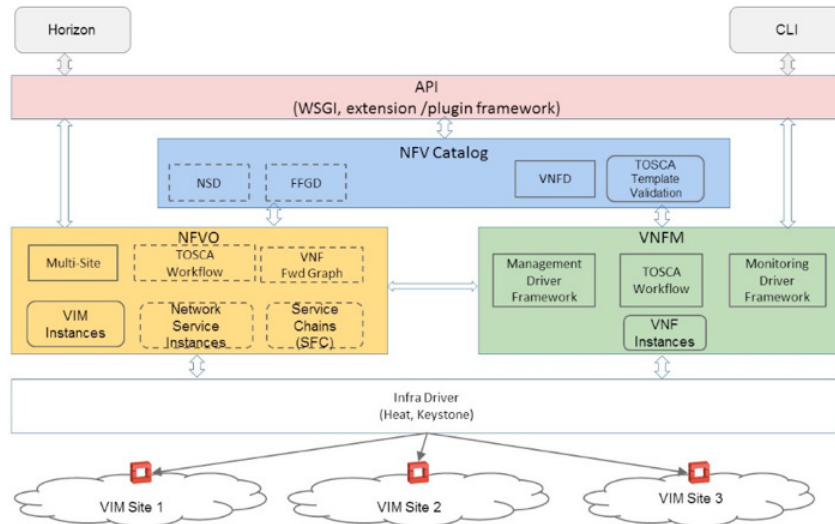 Horizon
CLI
API
(WSGI, extension /plugin framework)
NFV Catalog
NSD
FFGD
VNFD
TOSCA
Template
Validation
NFVO
Multi-Site
TOSCA
Workflow
VNF
Fwd Graph
VIM
Instances
Network
Service
Instances
Service
Chains
(SFC)
VNFM
Management
Driver
Framework
TOSCA
Workflow
Monitoring
Driver
Framework
VNF
Instances
Infra Driver
(Heat, Keystone)
VIM Site 1
VIM Site 2
VIM Site 3